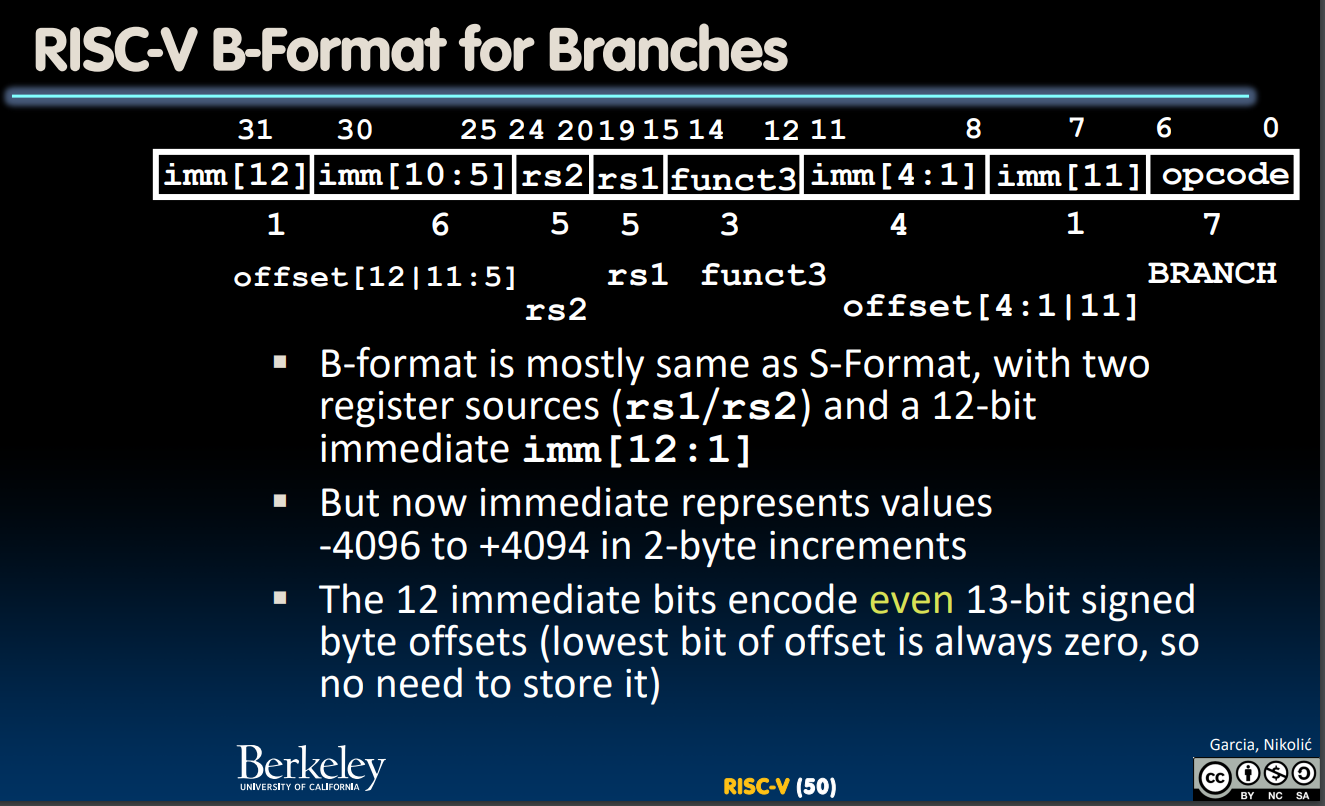 RISC-V B-Format for Branches
31 30 25 24 20 19 15 14 12 11 8 7 6 0
imm[12] imm[10:5] rs2 rs1 funct3 imm[4:1] imm[11] opcode
1 6 5 5 3 4 1 7
offset[12|11:5] rs2 rs1 funct3 offset[4:1|11] BRANCH
▪ B-format is mostly same as S-Format, with two
register sources (rs1/rs2) and a 12-bit
immediate imm[12:1]
▪ But now immediate represents values
-4096 to +4094 in 2-byte increments
▪ The 12 immediate bits encode even 13-bit signed
byte offsets (lowest bit of offset is always zero, so
no need to store it)
Berkeley
UNIVERSITY OF CALIFORNIA
RISC-V (50)
Garcia, Nikolić
cc
BY NC SA